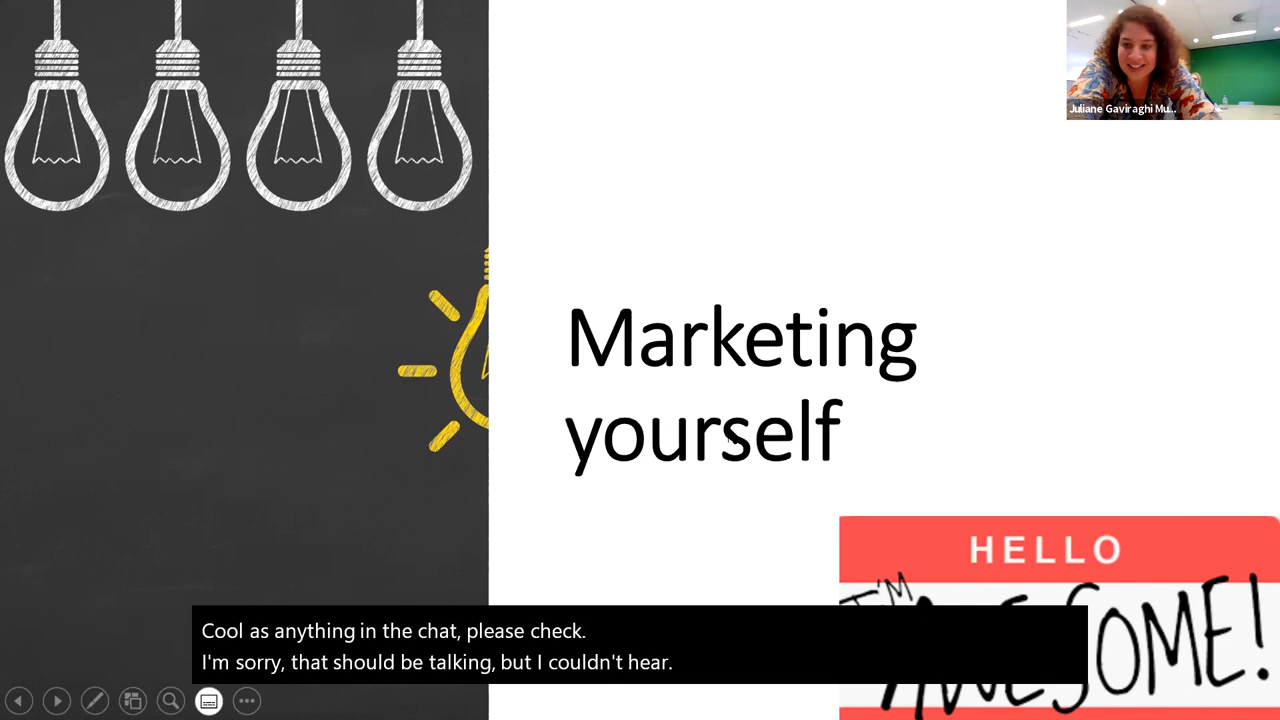 Juliane Gaviraghi Mu...
Marketing
yourself
HELLO
I'M
AWESOME!
Cool as anything in the chat, please check.
I'm sorry, that should be talking, but I couldn't hear.